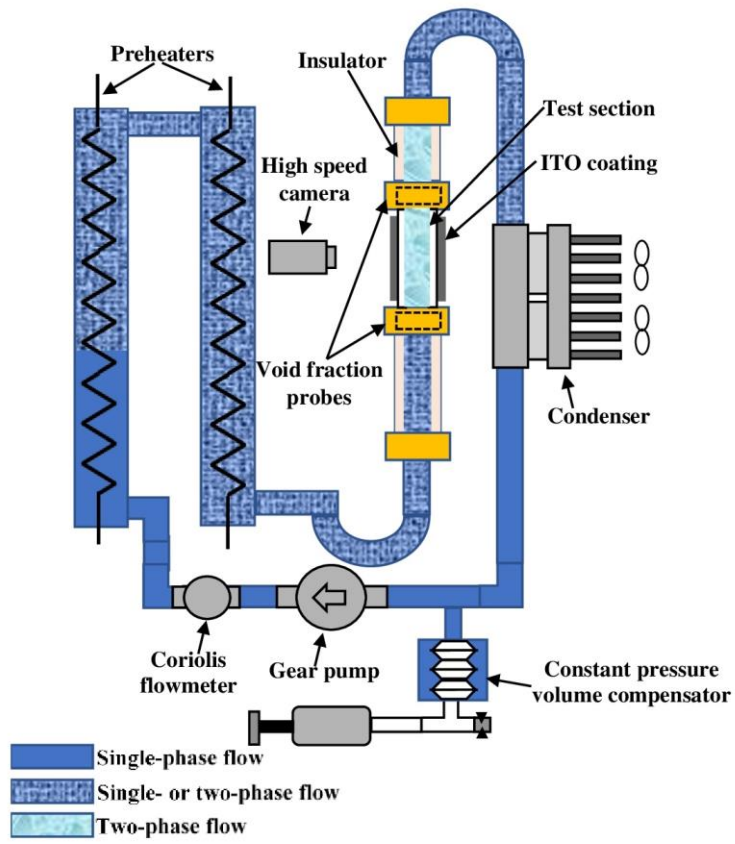 Preheaters
Insulator
Test section
ITO coating
High speed
camera
Void fraction
probes
Condenser
Coriolis
flowmeter
Gear pump
Constant pressure
volume compensator
Single-phase flow
Single- or two-phase flow
Two-phase flow